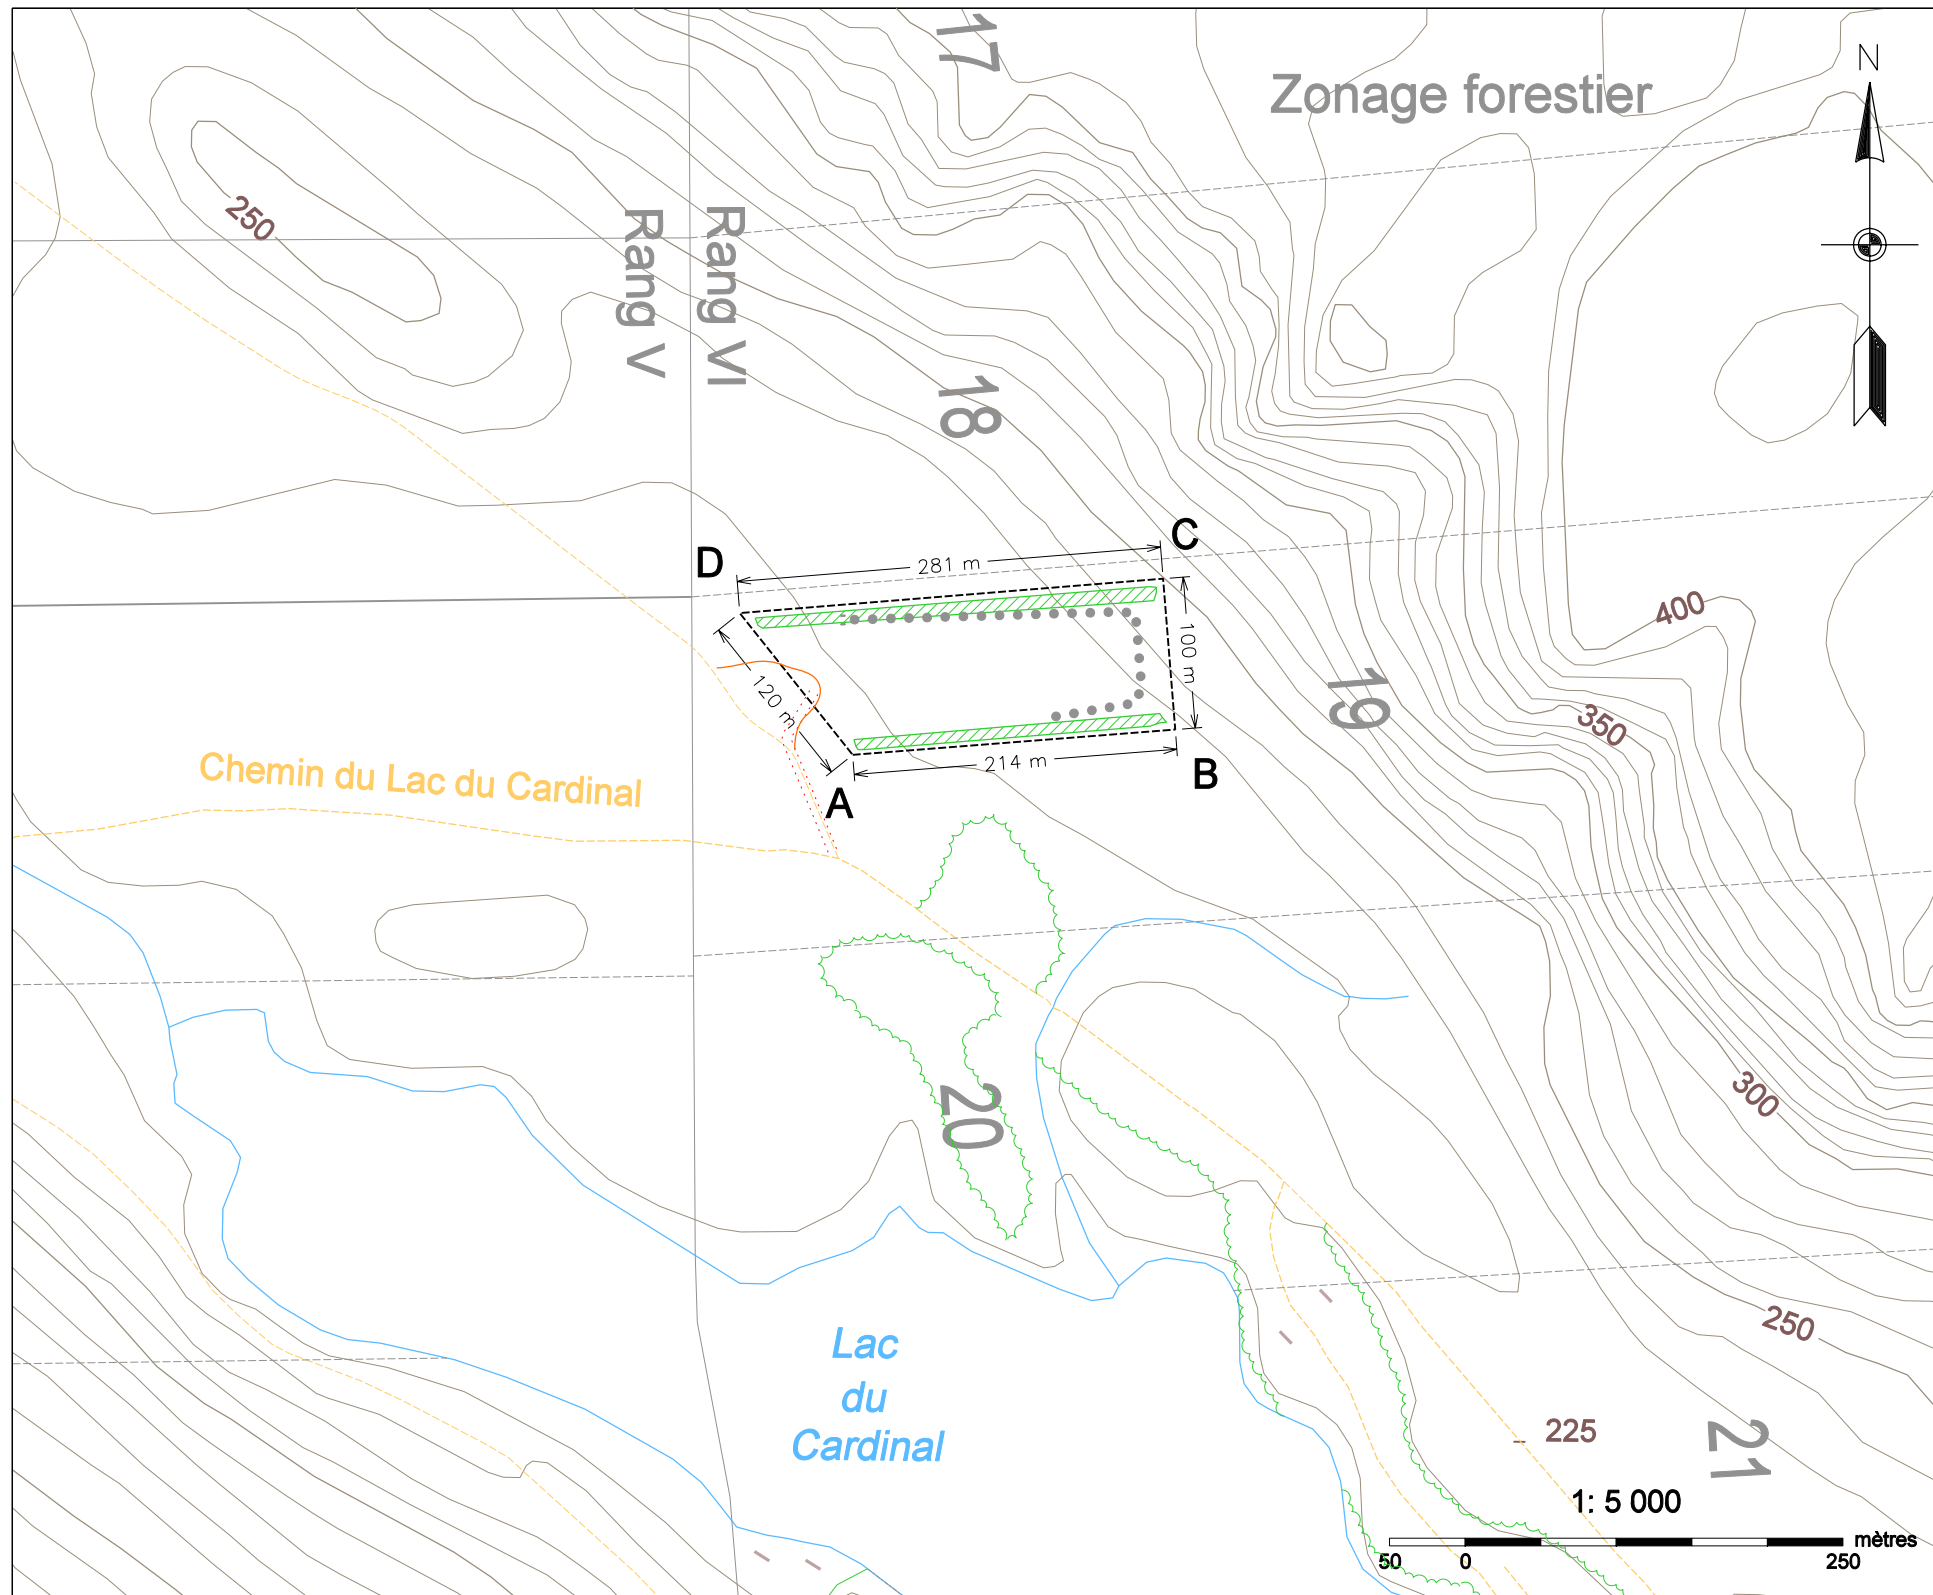 17
N
Zonage forestier
250
Rang VI
Rang V
18
C
D
281 m
400
100 m
19
120 m
350
214 m
B
Chemin du Lac du Cardinal
A
20
300
250
Lac
du
Cardinal
225
21
1: 5 000
mètres
50 0 250